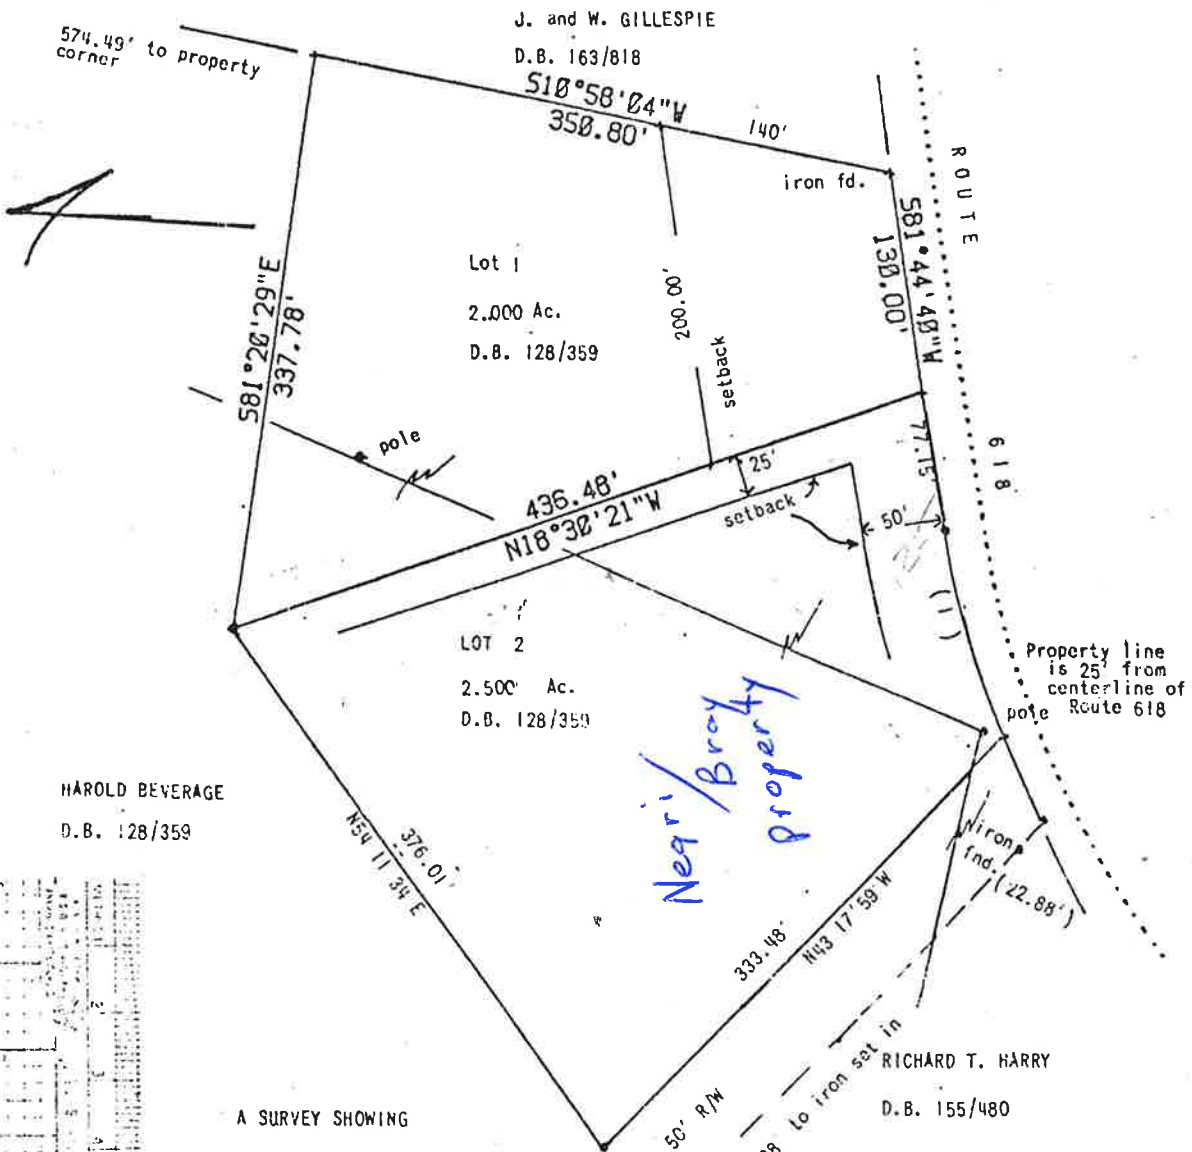 J. and W. GILLESPIE
D.B. 163/818
574.49' to property
corner
S10°58'04"W
350.80'
140'
iron fd.
ROUTE
618
S81°44'40"W
130.00'
Lot 1
2.000 Ac.
D.B. 128/359
200.00'
setback
S81°20'29"E
337.78'
pole
436.48'
N18°30'21"W
25'
setback
77.15'
50'
(1)
LOT 2
2.500 Ac.
D.B. 128/359
Property line
is 25' from
centerline of
Route 618
pole
Negri/
Bray
property
HAROLD BEVERAGE
D.B. 128/359
376.01'
N54 11 34 E
iron
fnd.
(22.88')
333.48'
N43 17'59"W
50' R/W
to iron set in
RICHARD T. HARRY
D.B. 155/480
A SURVEY SHOWING